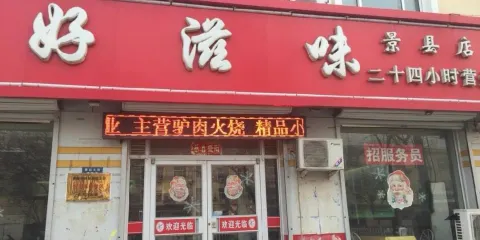 好滋味
景县店
二十四小时营
业 主营驴肉火烧 精品小
招服务员
欢迎光临
欢迎光临